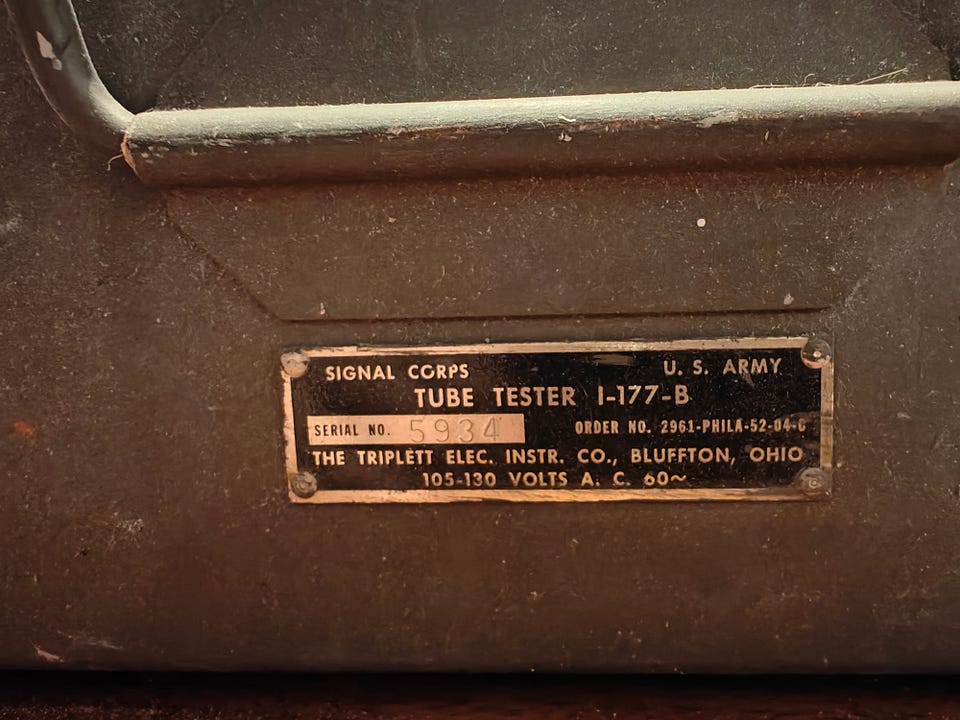 SIGNAL CORPS U. S. ARMY
TUBE TESTER I-177-B
SERIAL NO. 5934 ORDER NO. 2961-PHILA-52-04-C
THE TRIPLETT ELEC. INSTR. CO., BLUFFTON, OHIO
105-130 VOLTS A. C. 60~